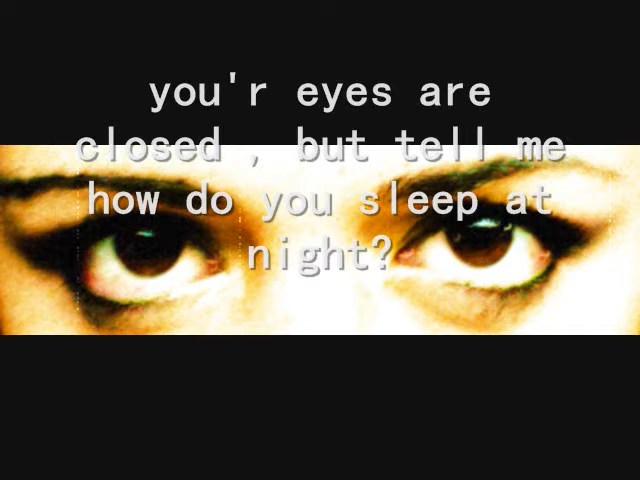 you'r eyes are
closed , but tell me
how do you sleep at
night?